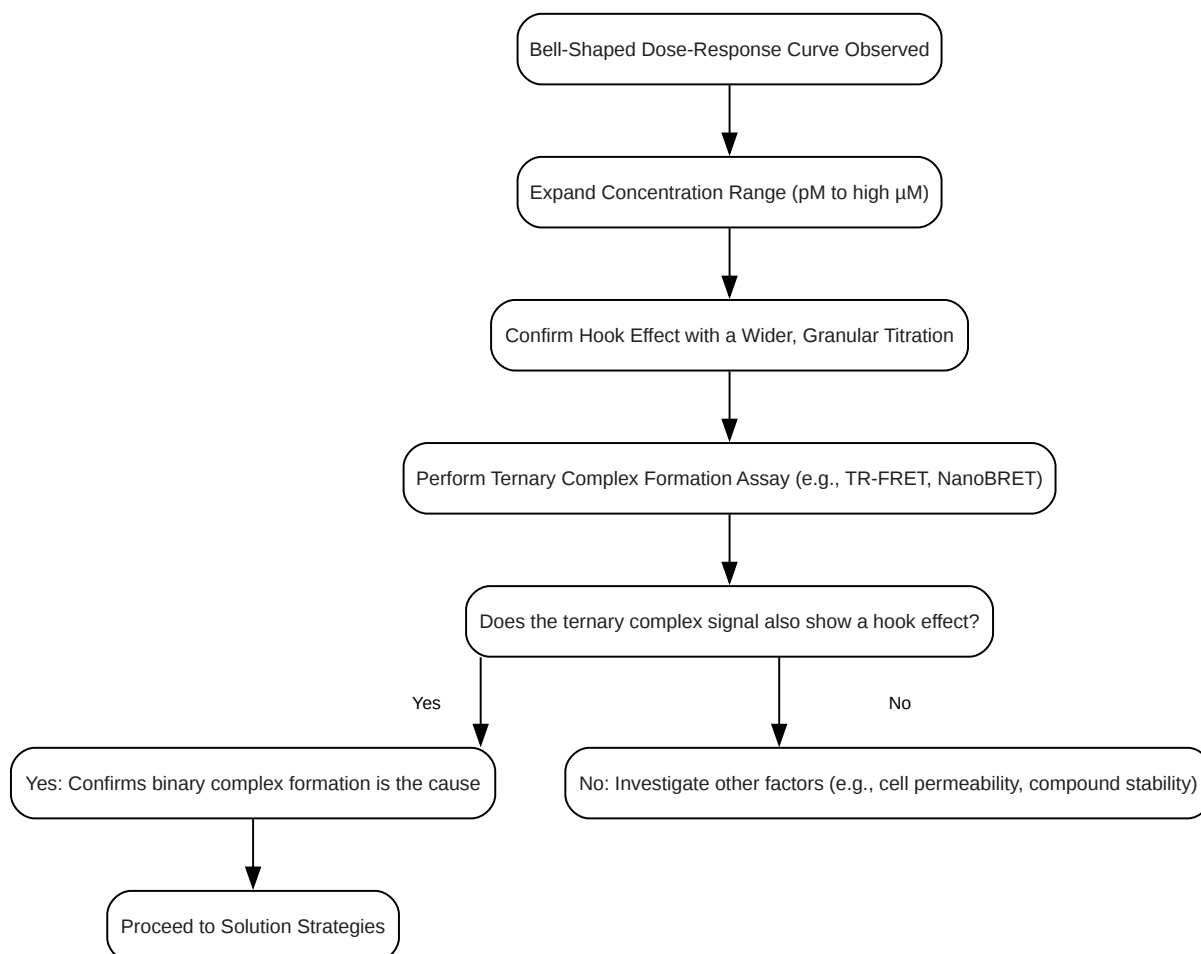 Bell-Shaped Dose-Response Curve Observed
Expand Concentration Range (pM to high µM)
Confirm Hook Effect with a Wider, Granular Titration
Perform Ternary Complex Formation Assay (e.g., TR-FRET, NanoBRET)
Does the ternary complex signal also show a hook effect?
Yes
No
Yes: Confirms binary complex formation is the cause
No: Investigate other factors (e.g., cell permeability, compound stability)
Proceed to Solution Strategies